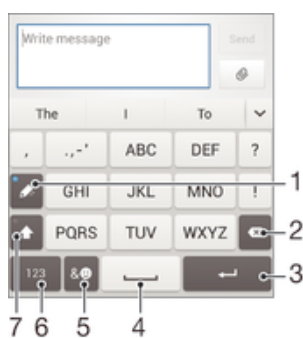 Write message
Send
The I To
, .,-' ABC DEF ?
GHI JKL MNO ! 1
PQRS TUV WXYZ 2
123 &☻ 3
7 6 5 4